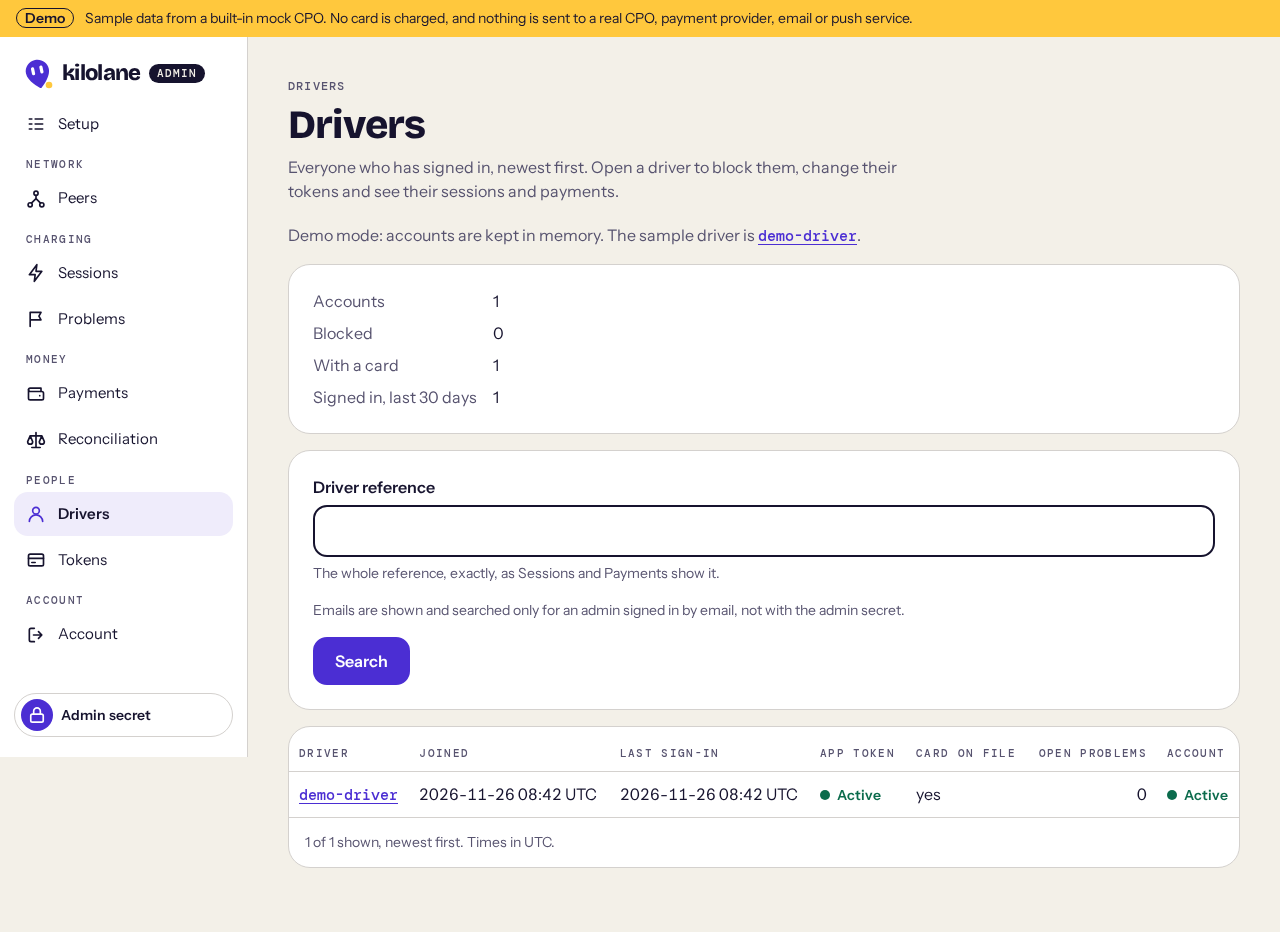 Demo Sample data from a built-in mock CPO. No card is charged, and nothing is sent to a real CPO, payment provider, email or push service.
kilolane ADMIN
Setup
NETWORK
Peers
CHARGING
Sessions
Problems
MONEY
Payments
Reconciliation
PEOPLE
Drivers
Tokens
ACCOUNT
Account
Admin secret
DRIVERS
Drivers
Everyone who has signed in, newest first. Open a driver to block them, change their
tokens and see their sessions and payments.
Demo mode: accounts are kept in memory. The sample driver is demo-driver.
Accounts 1
Blocked 0
With a card 1
Signed in, last 30 days 1
Driver reference
The whole reference, exactly, as Sessions and Payments show it.
Emails are shown and searched only for an admin signed in by email, not with the admin secret.
Search
DRIVER JOINED LAST SIGN-IN APP TOKEN CARD ON FILE OPEN PROBLEMS ACCOUNT
demo-driver 2026-11-26 08:42 UTC 2026-11-26 08:42 UTC Active yes 0 Active
1 of 1 shown, newest first. Times in UTC.